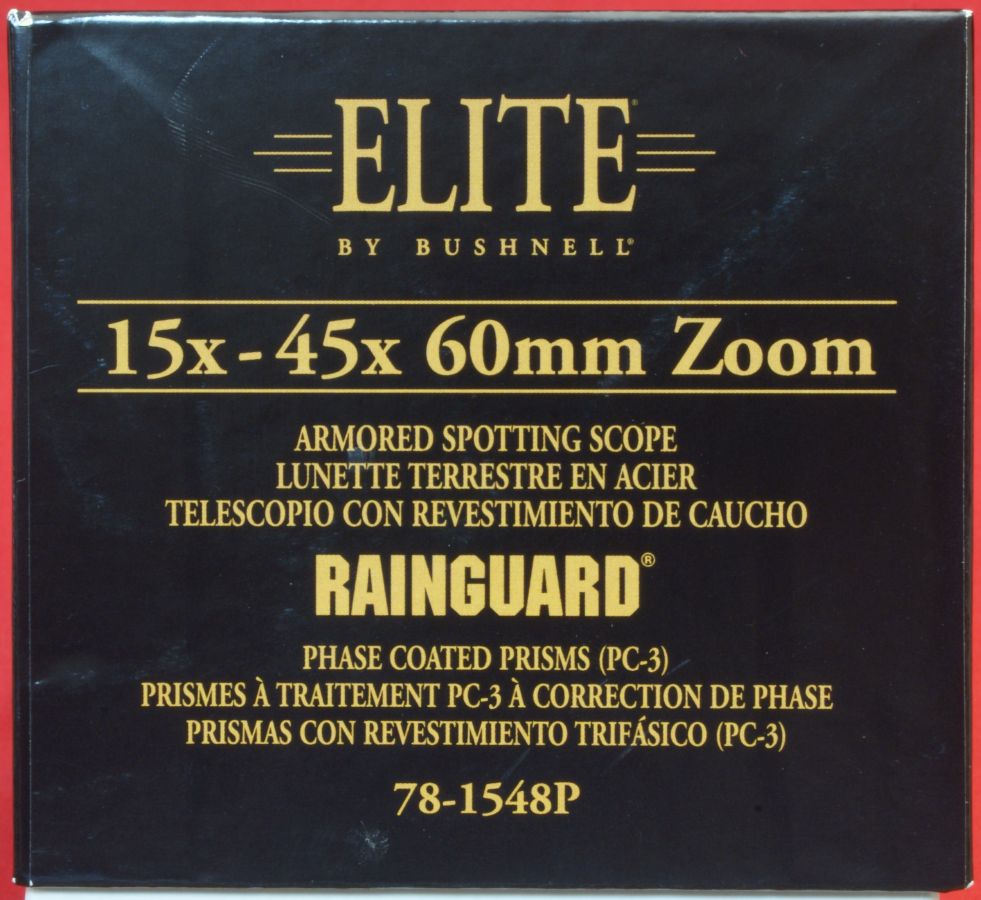 ELITE®
BY BUSHNELL®
15x-45x 60mm Zoom
ARMORED SPOTTING SCOPE
LUNETTE TERRESTRE EN ACIER
TELESCOPIO CON REVESTIMIENTO DE CAUCHO
RAINGUARD®
PHASE COATED PRISMS (PC-3)
PRISMES À TRAITEMENT PC-3 À CORRECTION DE PHASE
PRISMAS CON REVESTIMIENTO TRIFÁSICO (PC-3)
78-1548P